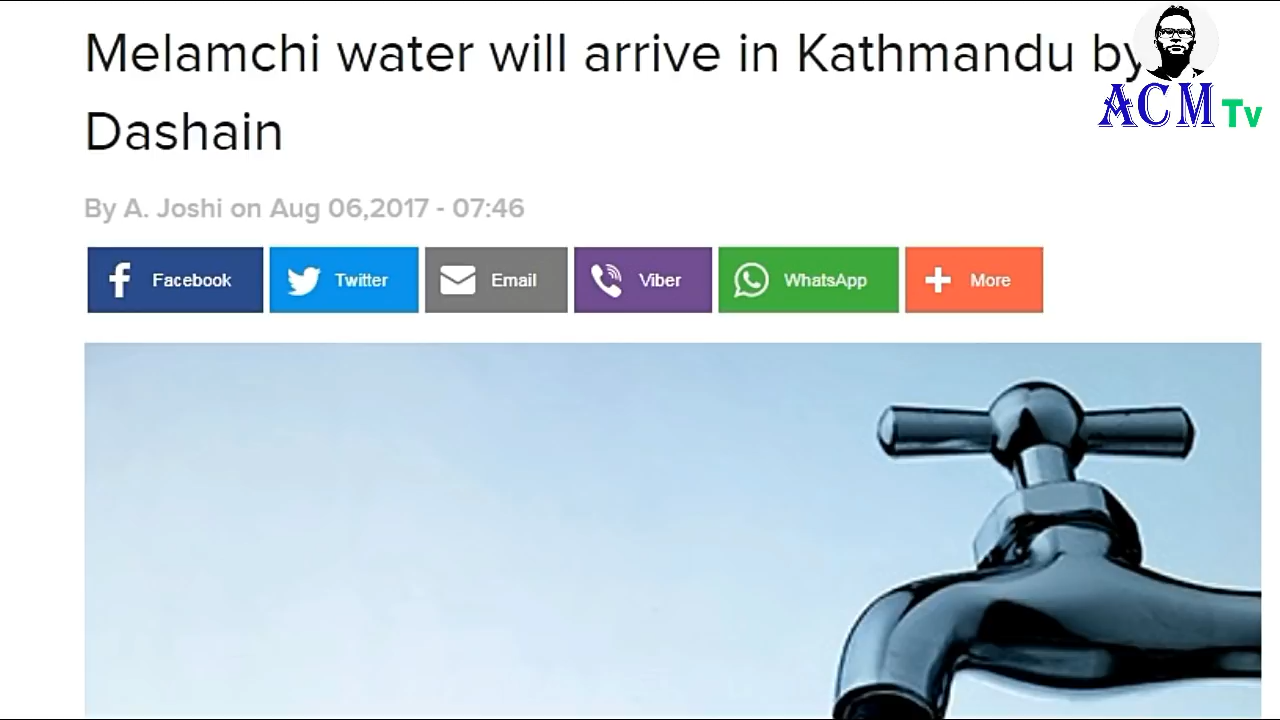 Melamchi water will arrive in Kathmandu by
Dashain
ACM Tv
By A. Joshi on Aug 06,2017 - 07:46
Facebook Twitter Email Viber WhatsApp More